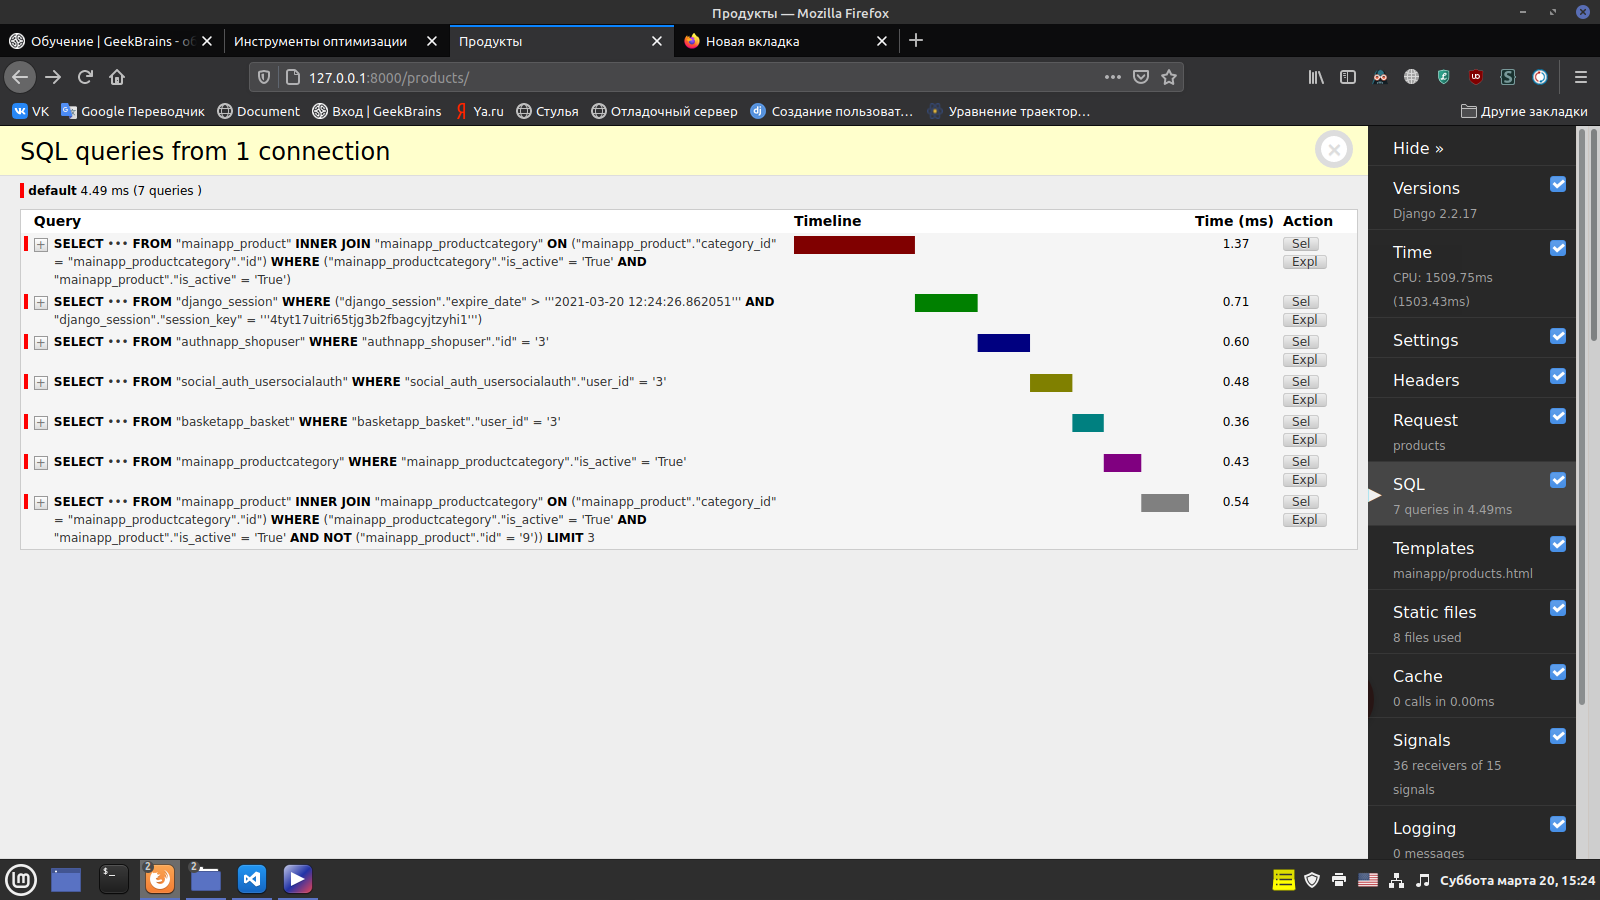 Продукты — Mozilla Firefox
Обучение | GeekBrains - об
Инструменты оптимизации
Продукты
Новая вкладка
127.0.0.1:8000/products/
VK
Google Переводчик
Document
Вход | GeekBrains
Ya.ru
Стулья
Отладочный сервер
Создание пользоват…
Уравнение траектор…
Другие закладки
SQL queries from 1 connection
default 4.49 ms (7 queries )
Query Timeline Time (ms) Action
SELECT ••• FROM "mainapp_product" INNER JOIN "mainapp_productcategory" ON ("mainapp_product"."category_id" 1.37 Sel
= "mainapp_productcategory"."id") WHERE ("mainapp_productcategory"."is_active" = 'True' AND Expl
"mainapp_product"."is_active" = 'True')
SELECT ••• FROM "django_session" WHERE ("django_session"."expire_date" > '''2021-03-20 12:24:26.862051''' AND 0.71 Sel
"django_session"."session_key" = '''4tyt17uitri65tjg3b2fbagcyjtzyhi1''') Expl
SELECT ••• FROM "authnapp_shopuser" WHERE "authnapp_shopuser"."id" = '3' 0.60 Sel
Expl
SELECT ••• FROM "social_auth_usersocialauth" WHERE "social_auth_usersocialauth"."user_id" = '3' 0.48 Sel
Expl
SELECT ••• FROM "basketapp_basket" WHERE "basketapp_basket"."user_id" = '3' 0.36 Sel
Expl
SELECT ••• FROM "mainapp_productcategory" WHERE "mainapp_productcategory"."is_active" = 'True' 0.43 Sel
Expl
SELECT ••• FROM "mainapp_product" INNER JOIN "mainapp_productcategory" ON ("mainapp_product"."category_id" 0.54 Sel
= "mainapp_productcategory"."id") WHERE ("mainapp_productcategory"."is_active" = 'True' AND Expl
"mainapp_product"."is_active" = 'True' AND NOT ("mainapp_product"."id" = '9')) LIMIT 3
Hide »
Versions
Django 2.2.17
Time
CPU: 1509.75ms
(1503.43ms)
Settings
Headers
Request
products
SQL
7 queries in 4.49ms
Templates
mainapp/products.html
Static files
8 files used
Cache
0 calls in 0.00ms
Signals
36 receivers of 15
signals
Logging
0 messages
2
2
Суббота марта 20, 15:24